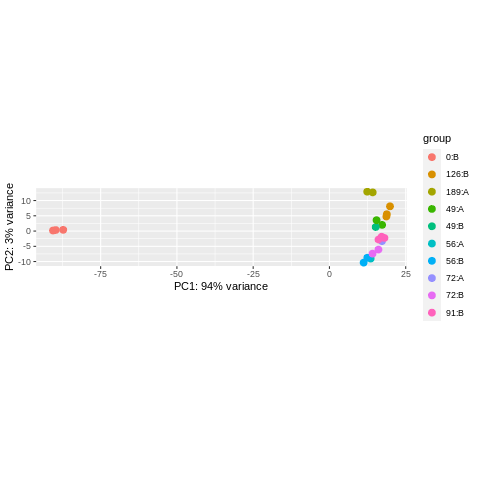 group
0:B
126:B
189:A
49:A
49:B
56:A
56:B
72:A
72:B
91:B
PC2: 3% variance
10
5
0
-5
-10
-75
-50
-25
0
25
PC1: 94% variance